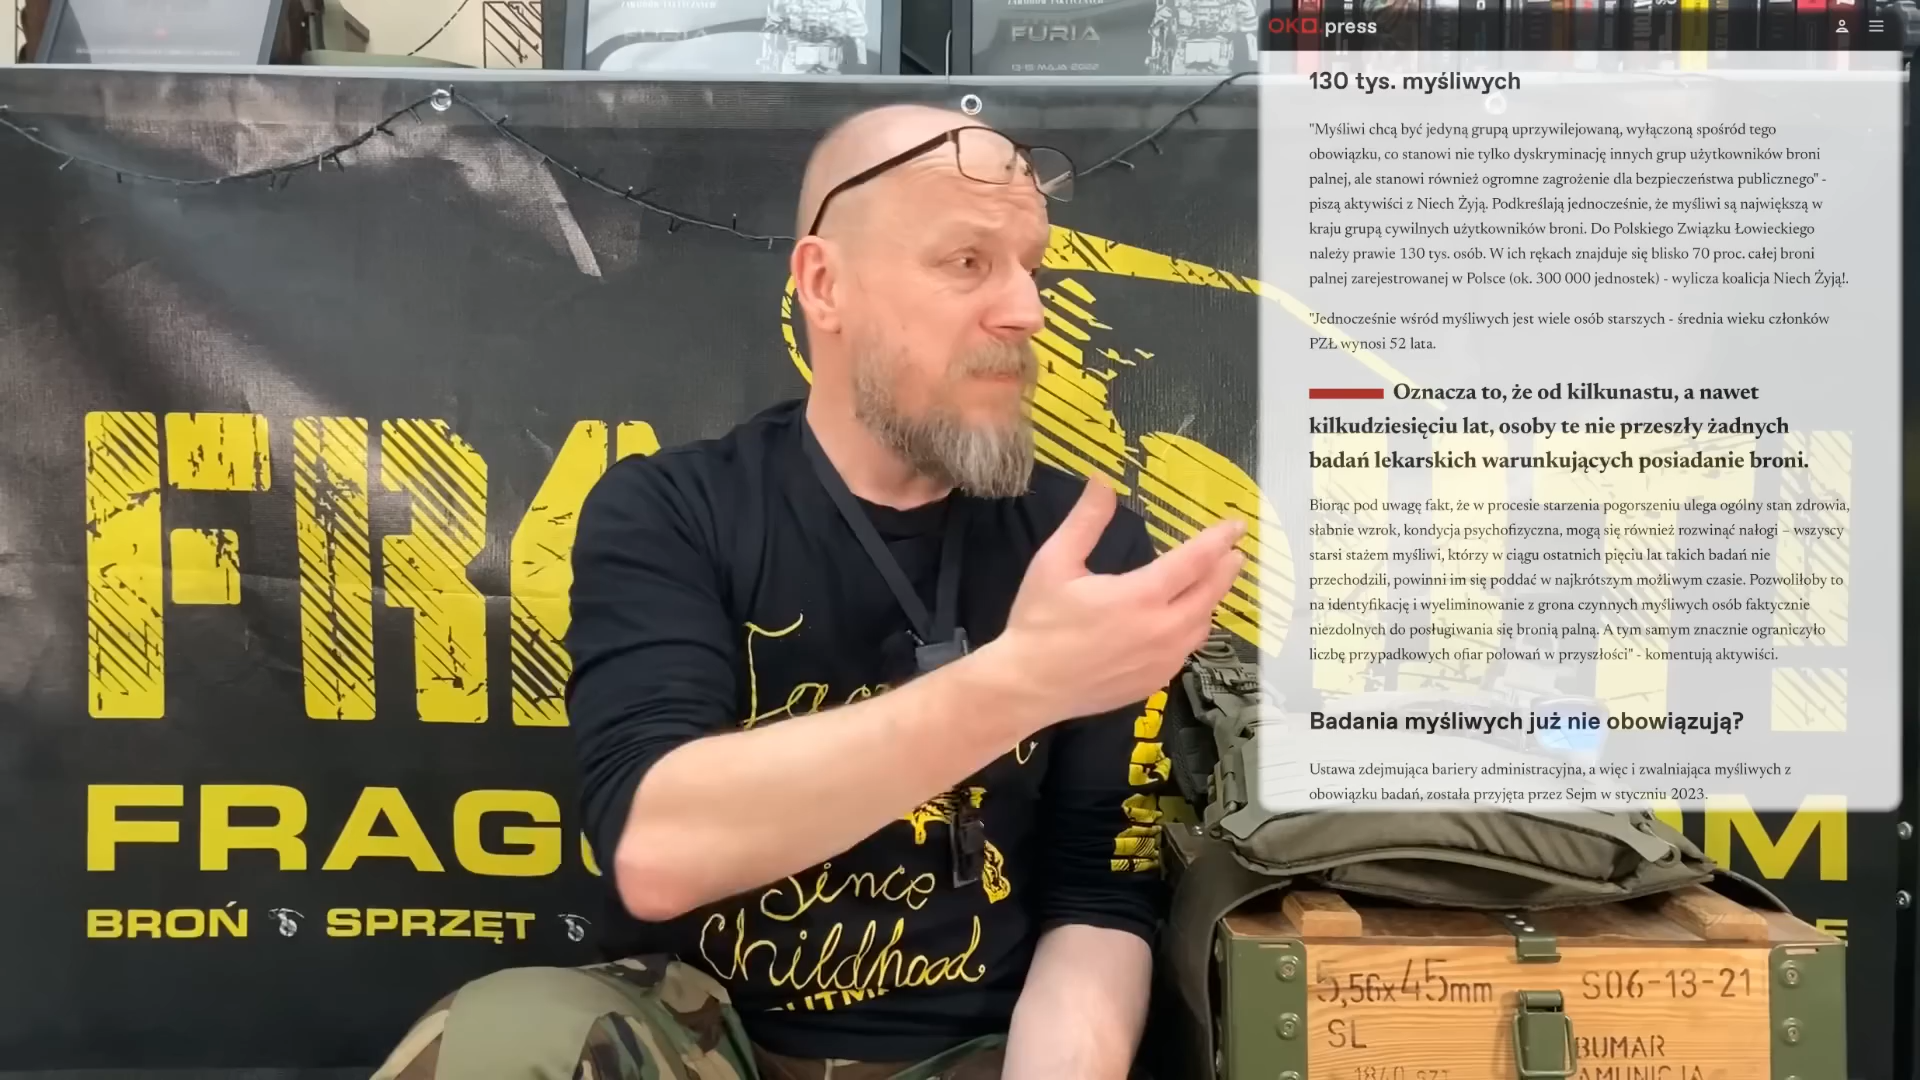 FURIA
FURIA
13-15 MAJA 2022
OKO.press
130 tys. myśliwych
"Myśliwi chcą być jedyną grupą uprzywilejowaną, wyłączoną spośród tego
obowiązku, co stanowi nie tylko dyskryminację innych grup użytkowników broni
palnej, ale stanowi również ogromne zagrożenie dla bezpieczeństwa publicznego" -
piszą aktywiści z Niech Żyją. Podkreślają jednocześnie, że myśliwi są największą w
kraju grupą cywilnych użytkowników broni. Do Polskiego Związku Łowieckiego
należy prawie 130 tys. osób. W ich rękach znajduje się blisko 70 proc. całej broni
palnej zarejestrowanej w Polsce (ok. 300 000 jednostek) - wylicza koalicja Niech Żyją!.
"Jednocześnie wśród myśliwych jest wiele osób starszych - średnia wieku członków
PZŁ wynosi 52 lata.
Oznacza to, że od kilkunastu, a nawet
kilkudziesięciu lat, osoby te nie przeszły żadnych
badań lekarskich warunkujących posiadanie broni.
Biorąc pod uwagę fakt, że w procesie starzenia pogorszeniu ulega ogólny stan zdrowia,
słabnie wzrok, kondycja psychofizyczna, mogą się również rozwinąć nałogi – wszyscy
starsi stażem myśliwi, którzy w ciągu ostatnich pięciu lat takich badań nie
przechodzili, powinni im się poddać w najkrótszym możliwym czasie. Pozwoliłoby to
na identyfikację i wyeliminowanie z grona czynnych myśliwych osób faktycznie
niezdolnych do posługiwania się bronią palną. A tym samym znacznie ograniczyło
liczbę przypadkowych ofiar polowań w przyszłości" - komentują aktywiści.
Badania myśliwych już nie obowiązują?
Ustawa zdejmująca bariery administracyjna, a więc i zwalniająca myśliwych z
obowiązku badań, została przyjęta przez Sejm w styczniu 2023.
FRA
FRAG
OM
BROŃ SPRZĘT
Since
Childhood
5,56x45mm S06-13-21
SL
BUMAR
1840 SZT AMUNICJA